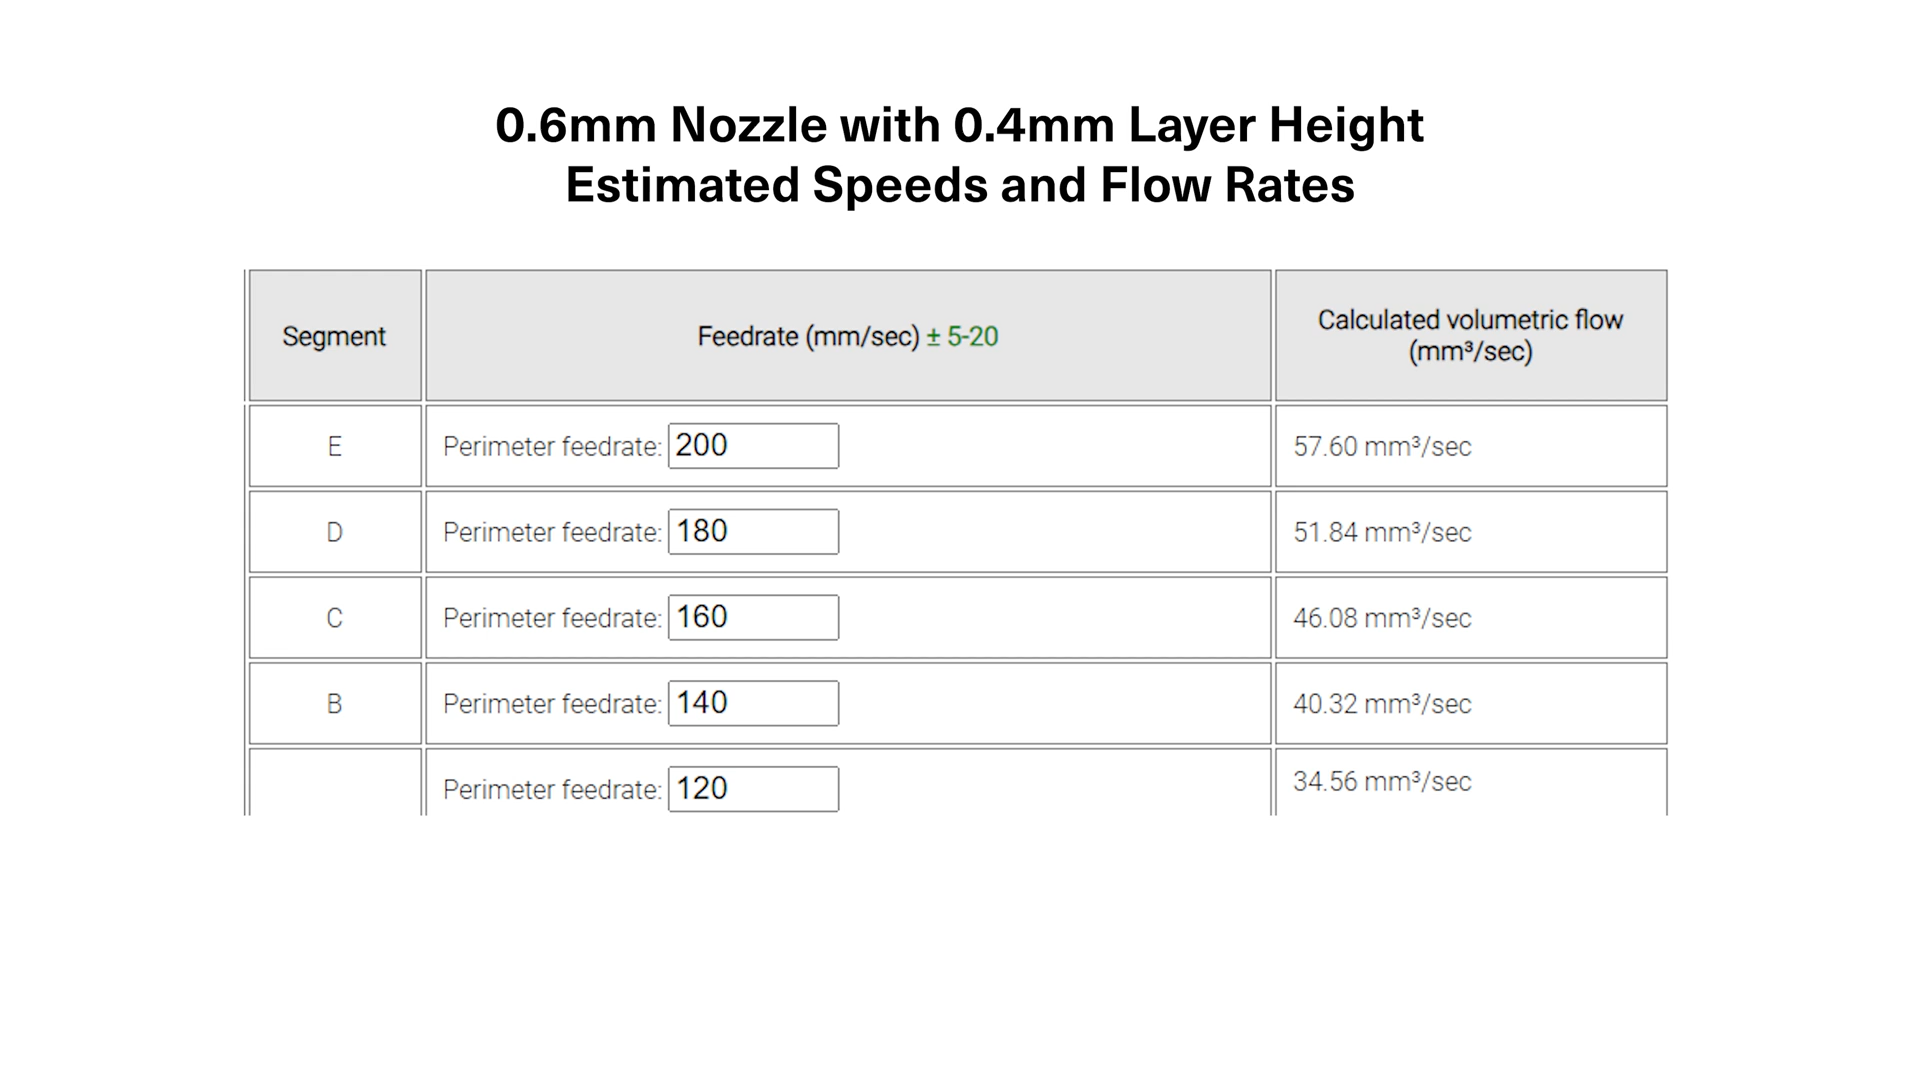 0.6mm Nozzle with 0.4mm Layer Height
Estimated Speeds and Flow Rates
Segment
Feedrate (mm/sec) ± 5-20
Calculated volumetric flow
(mm³/sec)
E
Perimeter feedrate: 200
57.60 mm³/sec
D
Perimeter feedrate: 180
51.84 mm³/sec
C
Perimeter feedrate: 160
46.08 mm³/sec
B
Perimeter feedrate: 140
40.32 mm³/sec
Perimeter feedrate: 120
34.56 mm³/sec